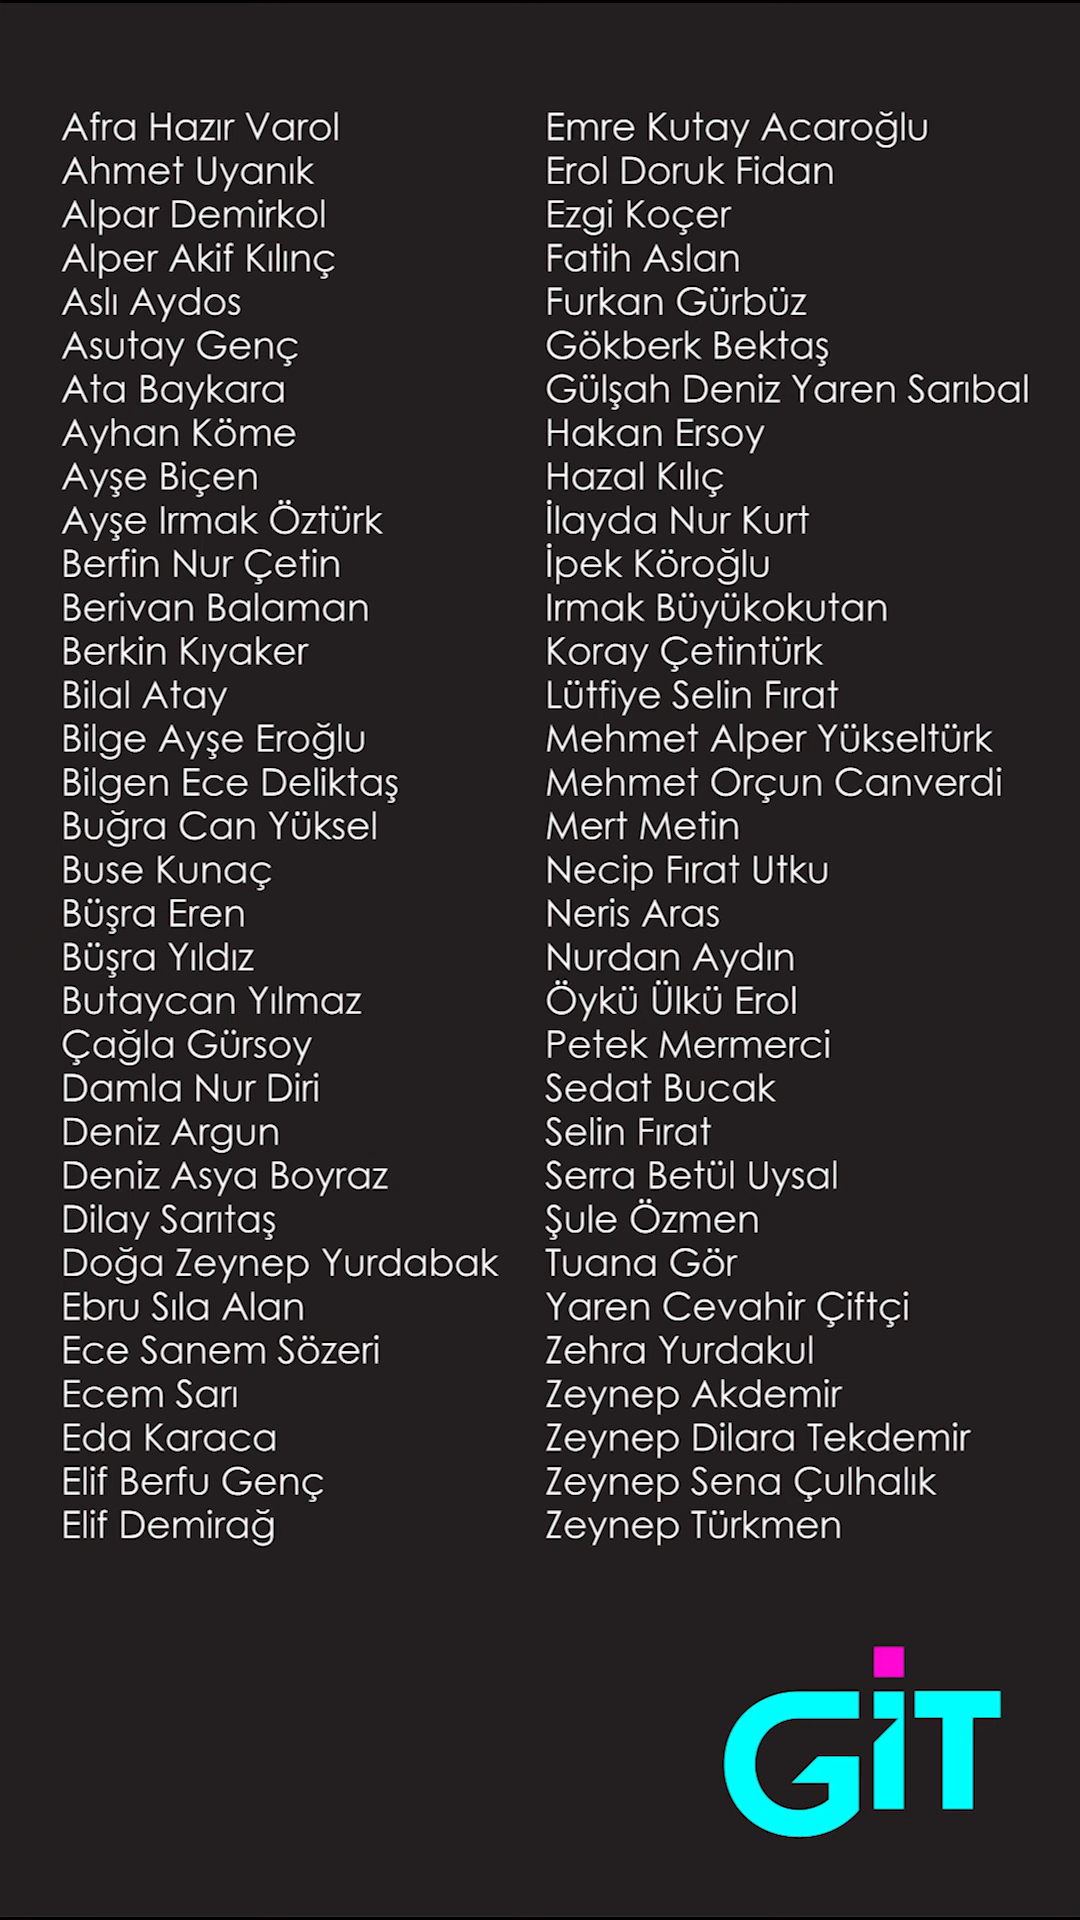 Afra Hazır Varol
Ahmet Uyanık
Alpar Demirkol
Alper Akif Kılınç
Aslı Aydos
Asutay Genç
Ata Baykara
Ayhan Köme
Ayşe Biçen
Ayşe Irmak Öztürk
Berfin Nur Çetin
Berivan Balaman
Berkin Kıyaker
Bilal Atay
Bilge Ayşe Eroğlu
Bilgen Ece Deliktaş
Buğra Can Yüksel
Buse Kunaç
Büşra Eren
Büşra Yıldız
Butaycan Yılmaz
Çağla Gürsoy
Damla Nur Diri
Deniz Argun
Deniz Asya Boyraz
Dilay Sarıtaş
Doğa Zeynep Yurdabak
Ebru Sıla Alan
Ece Sanem Sözeri
Ecem Sarı
Eda Karaca
Elif Berfu Genç
Elif Demirağ
Emre Kutay Acaroğlu
Erol Doruk Fidan
Ezgi Koçer
Fatih Aslan
Furkan Gürbüz
Gökberk Bektaş
Gülşah Deniz Yaren Sarıbal
Hakan Ersoy
Hazal Kılıç
İlayda Nur Kurt
İpek Köroğlu
Irmak Büyükokutan
Koray Çetintürk
Lütfiye Selin Fırat
Mehmet Alper Yükseltürk
Mehmet Orçun Canverdi
Mert Metin
Necip Fırat Utku
Neris Aras
Nurdan Aydın
Öykü Ülkü Erol
Petek Mermerci
Sedat Bucak
Selin Fırat
Serra Betül Uysal
Şule Özmen
Tuana Gör
Yaren Cevahir Çiftçi
Zehra Yurdakul
Zeynep Akdemir
Zeynep Dilara Tekdemir
Zeynep Sena Çulhalık
Zeynep Türkmen
GİT